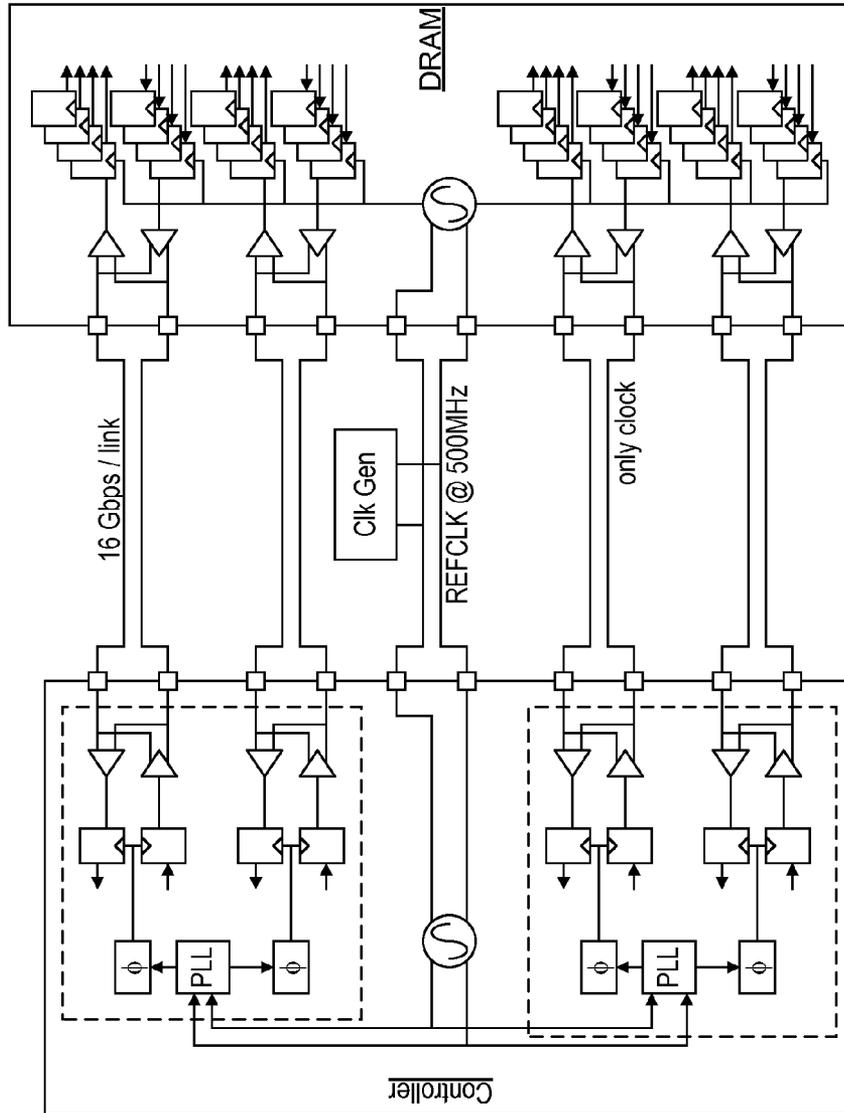 DRAM
16 Gbps / link
Clk Gen
REFCLK @ 500MHz
only clock
ϕ
PLL
ϕ
ϕ
PLL
ϕ
Controller